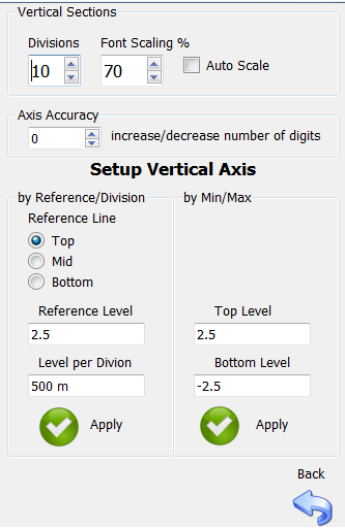 Vertical Sections
Divisions Font Scaling %
10 70 Auto Scale
Axis Accuracy
0 increase/decrease number of digits
Setup Vertical Axis
by Reference/Division by Min/Max
Reference Line
Top
Mid
Bottom
Reference Level Top Level
2.5 2.5
Level per Divion Bottom Level
500 m -2.5
Apply Apply
Back